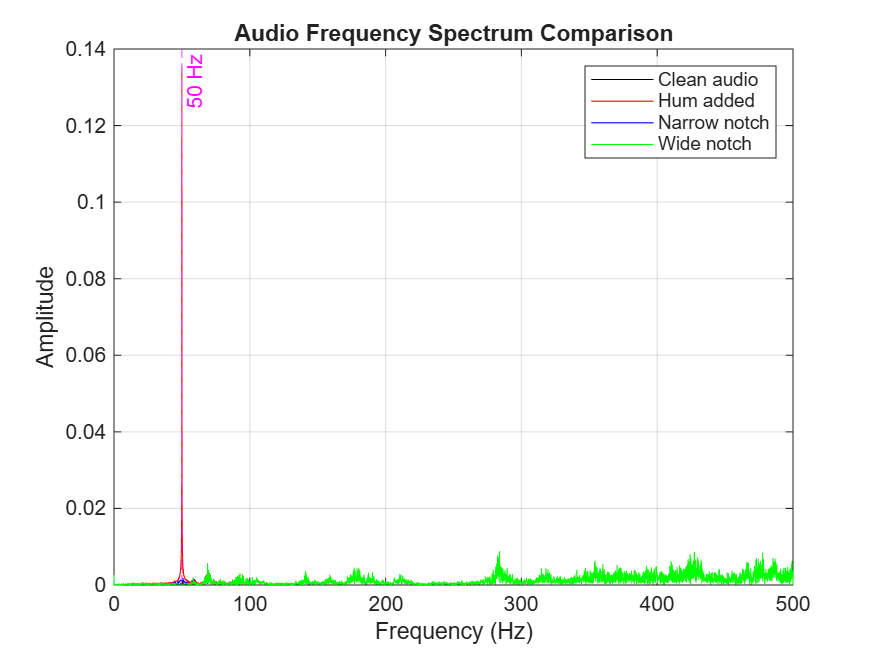 Audio Frequency Spectrum Comparison
0.14
0.12
0.1
0.08
0.06
0.04
0.02
0
Amplitude
50 Hz
Clean audio
Hum added
Narrow notch
Wide notch
0 100 200 300 400 500
Frequency (Hz)